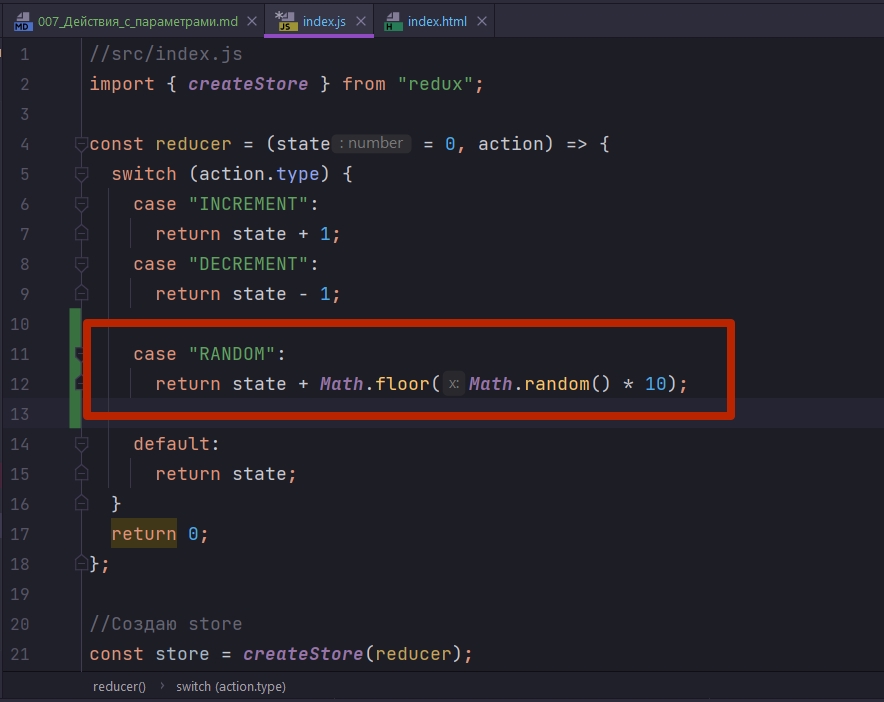 MD 007_Действия_с_параметрами.md JS index.js H index.html
1 //src/index.js
2 import { createStore } from "redux";
3
4 const reducer = (state : number = 0, action) => {
5 switch (action.type) {
6 case "INCREMENT":
7 return state + 1;
8 case "DECREMENT":
9 return state - 1;
10
11 case "RANDOM":
12 return state + Math.floor( x: Math.random() * 10);
13
14 default:
15 return state;
16 }
17 return 0;
18 };
19
20 //Создаю store
21 const store = createStore(reducer);
reducer() › switch (action.type)